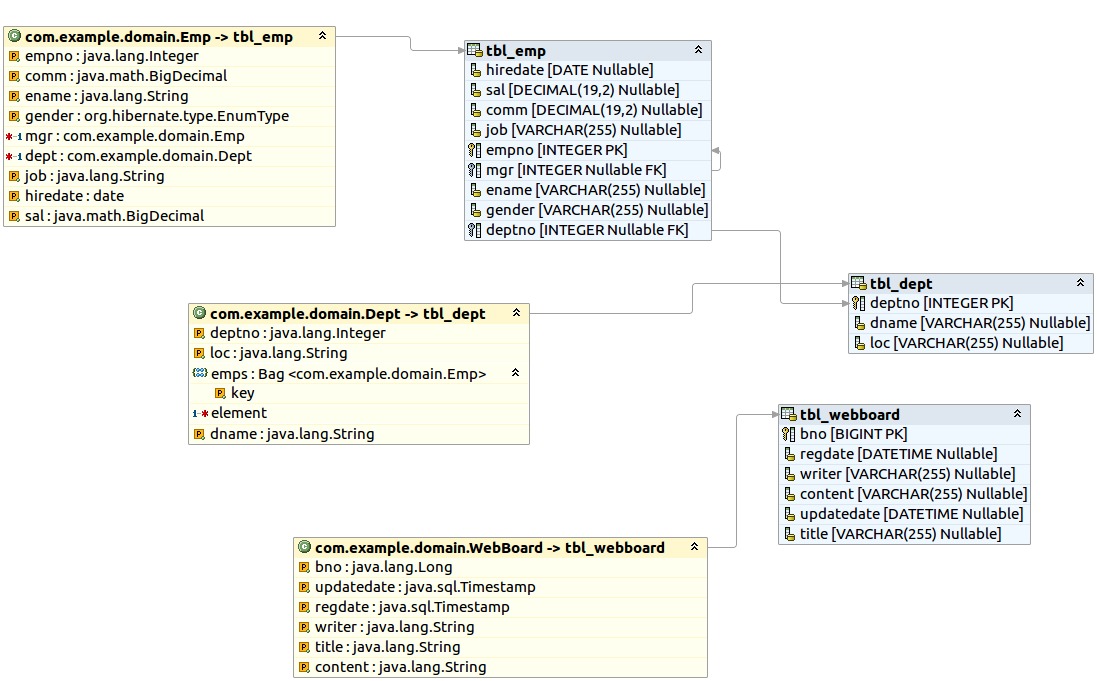 com.example.domain.Emp -> tbl_emp
empno : java.lang.Integer
comm : java.math.BigDecimal
ename : java.lang.String
gender : org.hibernate.type.EnumType
mgr : com.example.domain.Emp
dept : com.example.domain.Dept
job : java.lang.String
hiredate : date
sal : java.math.BigDecimal
tbl_emp
hiredate [DATE Nullable]
sal [DECIMAL(19,2) Nullable]
comm [DECIMAL(19,2) Nullable]
job [VARCHAR(255) Nullable]
empno [INTEGER PK]
mgr [INTEGER Nullable FK]
ename [VARCHAR(255) Nullable]
gender [VARCHAR(255) Nullable]
deptno [INTEGER Nullable FK]
tbl_dept
deptno [INTEGER PK]
dname [VARCHAR(255) Nullable]
loc [VARCHAR(255) Nullable]
com.example.domain.Dept -> tbl_dept
deptno : java.lang.Integer
loc : java.lang.String
emps : Bag <com.example.domain.Emp>
key
element
dname : java.lang.String
tbl_webboard
bno [BIGINT PK]
regdate [DATETIME Nullable]
writer [VARCHAR(255) Nullable]
content [VARCHAR(255) Nullable]
updatedate [DATETIME Nullable]
title [VARCHAR(255) Nullable]
com.example.domain.WebBoard -> tbl_webboard
bno : java.lang.Long
updatedate : java.sql.Timestamp
regdate : java.sql.Timestamp
writer : java.lang.String
title : java.lang.String
content : java.lang.String